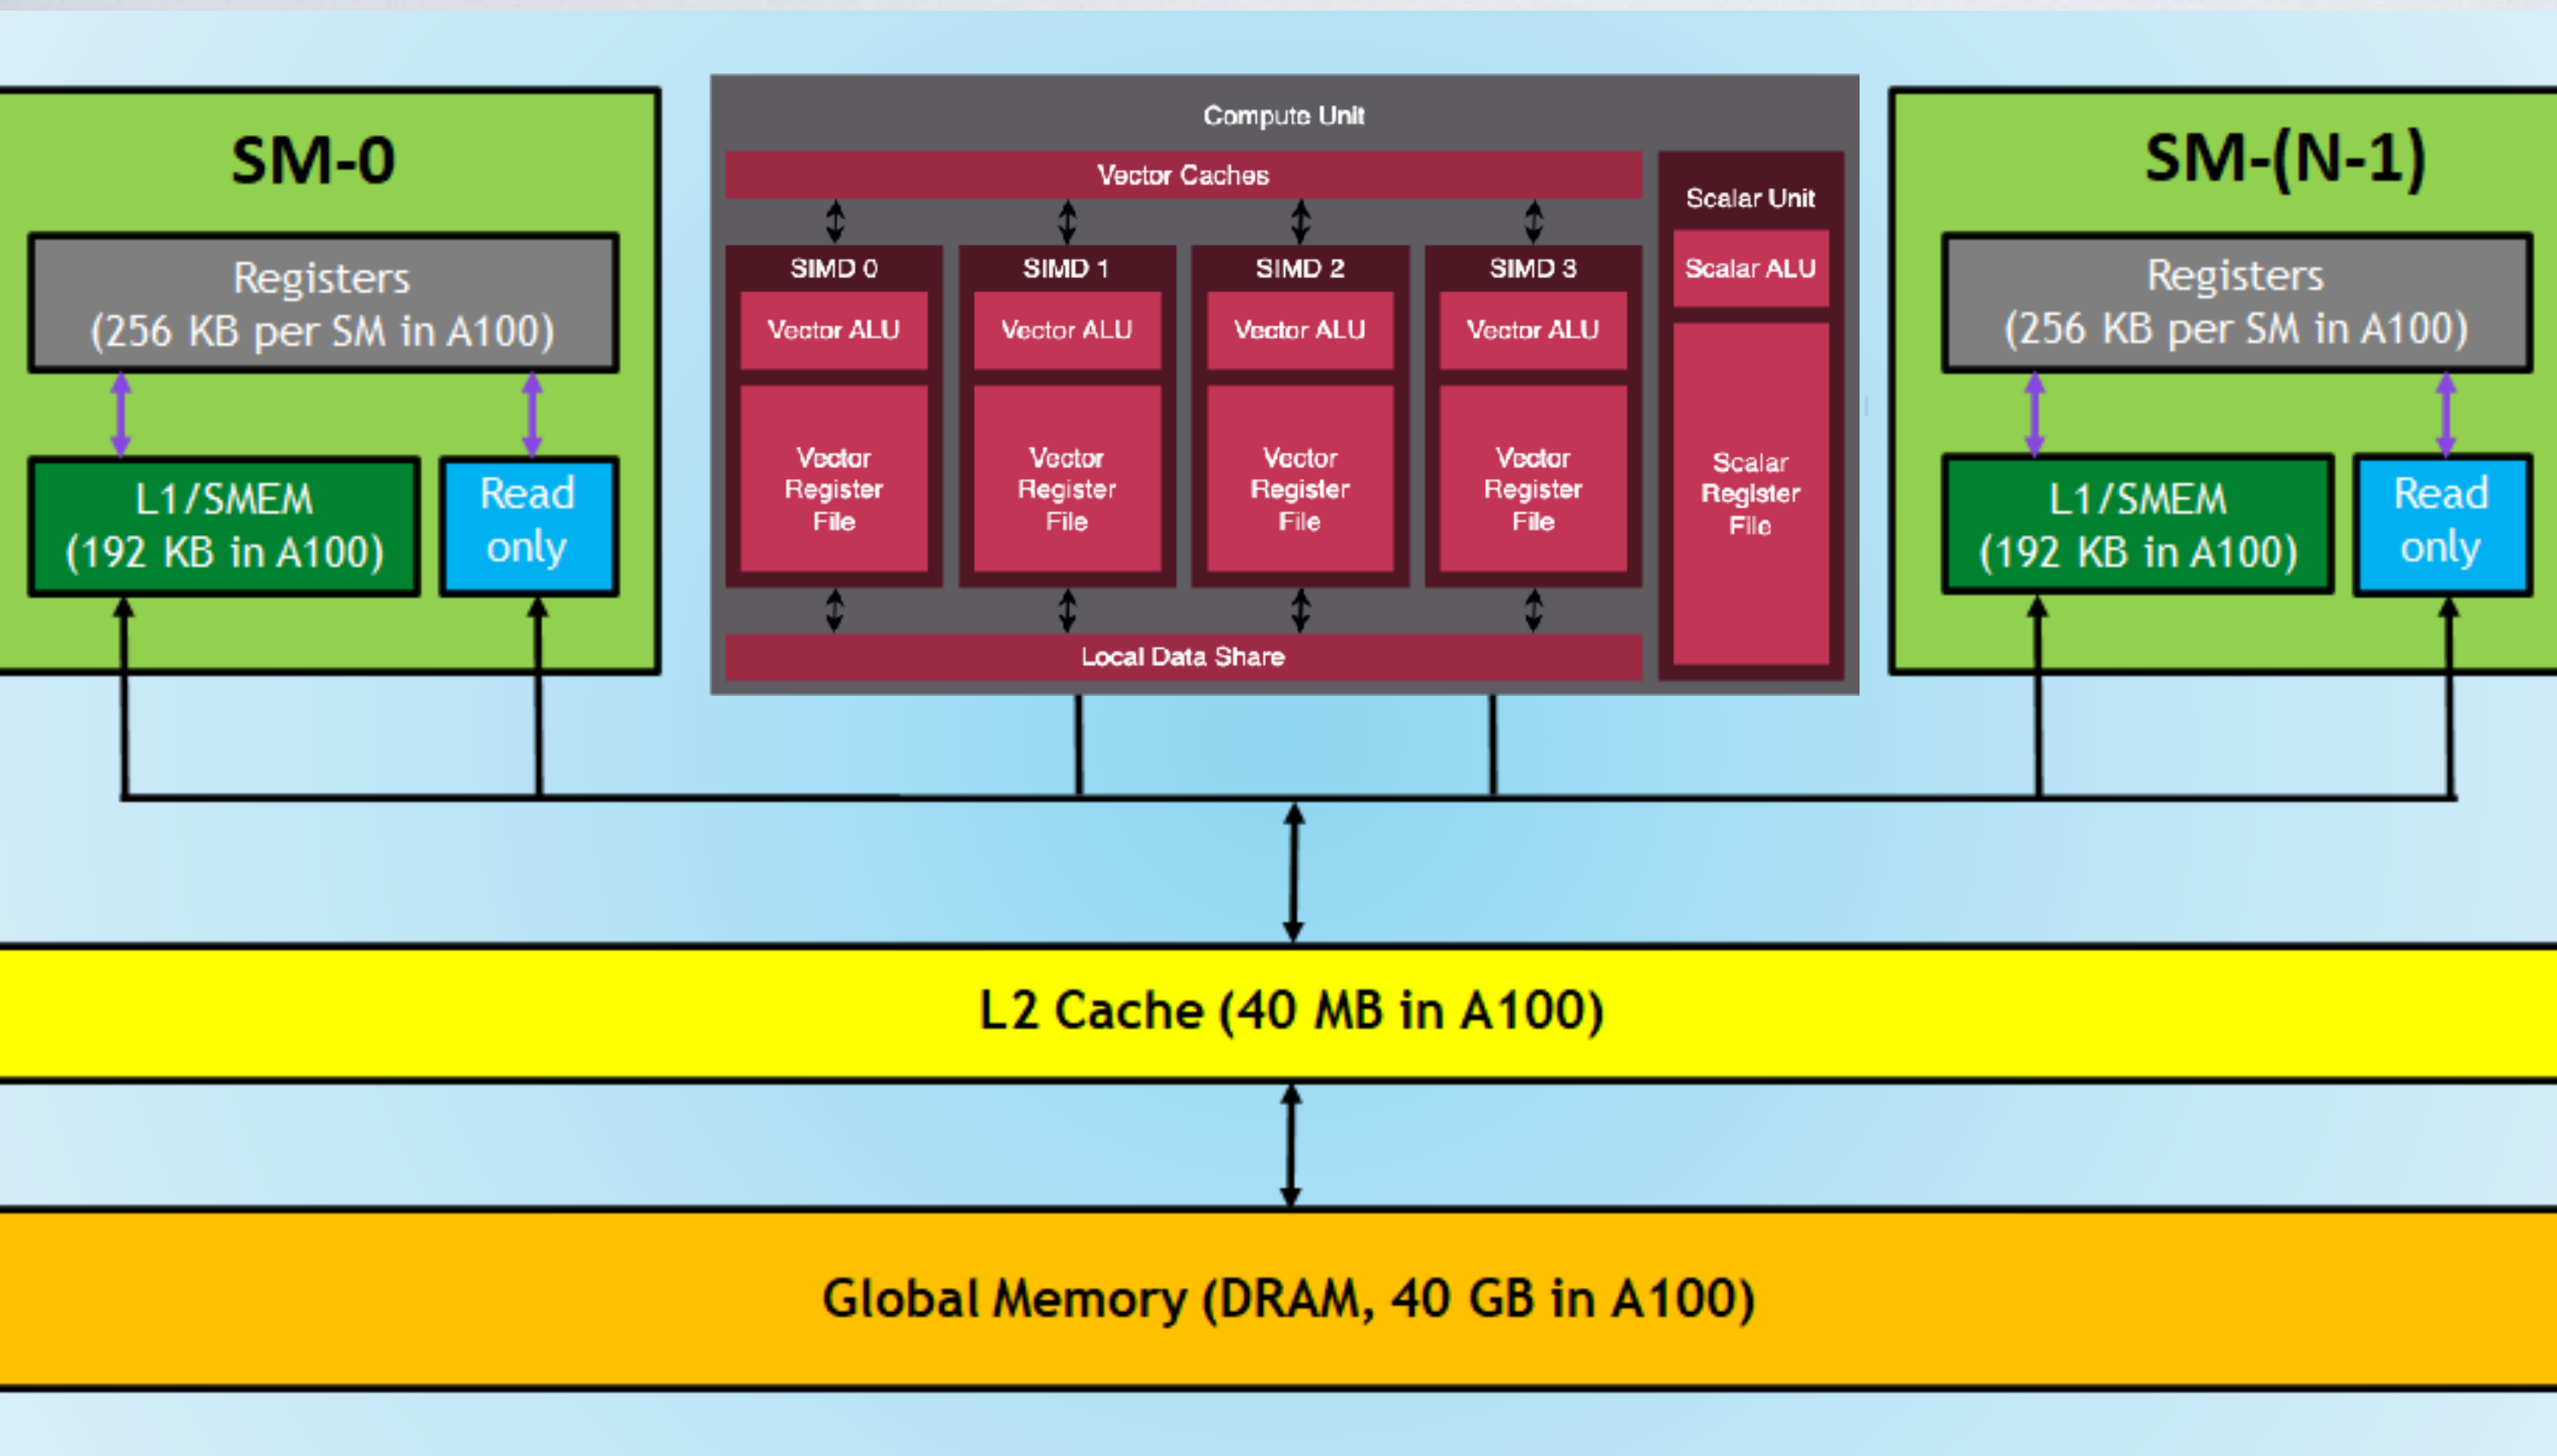 SM-0
Registers
(256 KB per SM in A100)
L1/SMEM
(192 KB in A100)
Read
only
Compute Unit
Vector Caches
SIMD 0
Vector ALU
Vector
Register
File
SIMD 1
Vector ALU
Vector
Register
File
SIMD 2
Vector ALU
Vector
Register
File
SIMD 3
Vector ALU
Vector
Register
File
Local Data Share
Scalar Unit
Scalar ALU
Scalar
Register
File
SM-(N-1)
Registers
(256 KB per SM in A100)
L1/SMEM
(192 KB in A100)
Read
only
L2 Cache (40 MB in A100)
Global Memory (DRAM, 40 GB in A100)